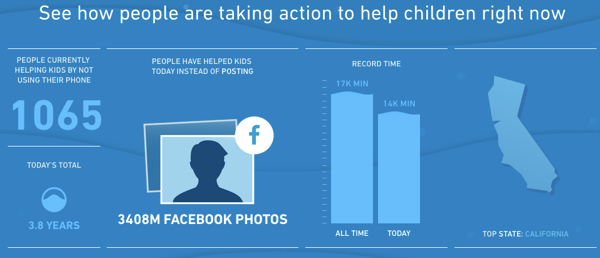 See how people are taking action to help children right now
PEOPLE CURRENTLY
HELPING KIDS BY NOT
USING THEIR PHONE
1065
TODAY'S TOTAL
3.8 YEARS
PEOPLE HAVE HELPED KIDS
TODAY INSTEAD OF POSTING
f
3408M FACEBOOK PHOTOS
RECORD TIME
17K MIN
14K MIN
ALL TIME
TODAY
TOP STATE: CALIFORNIA